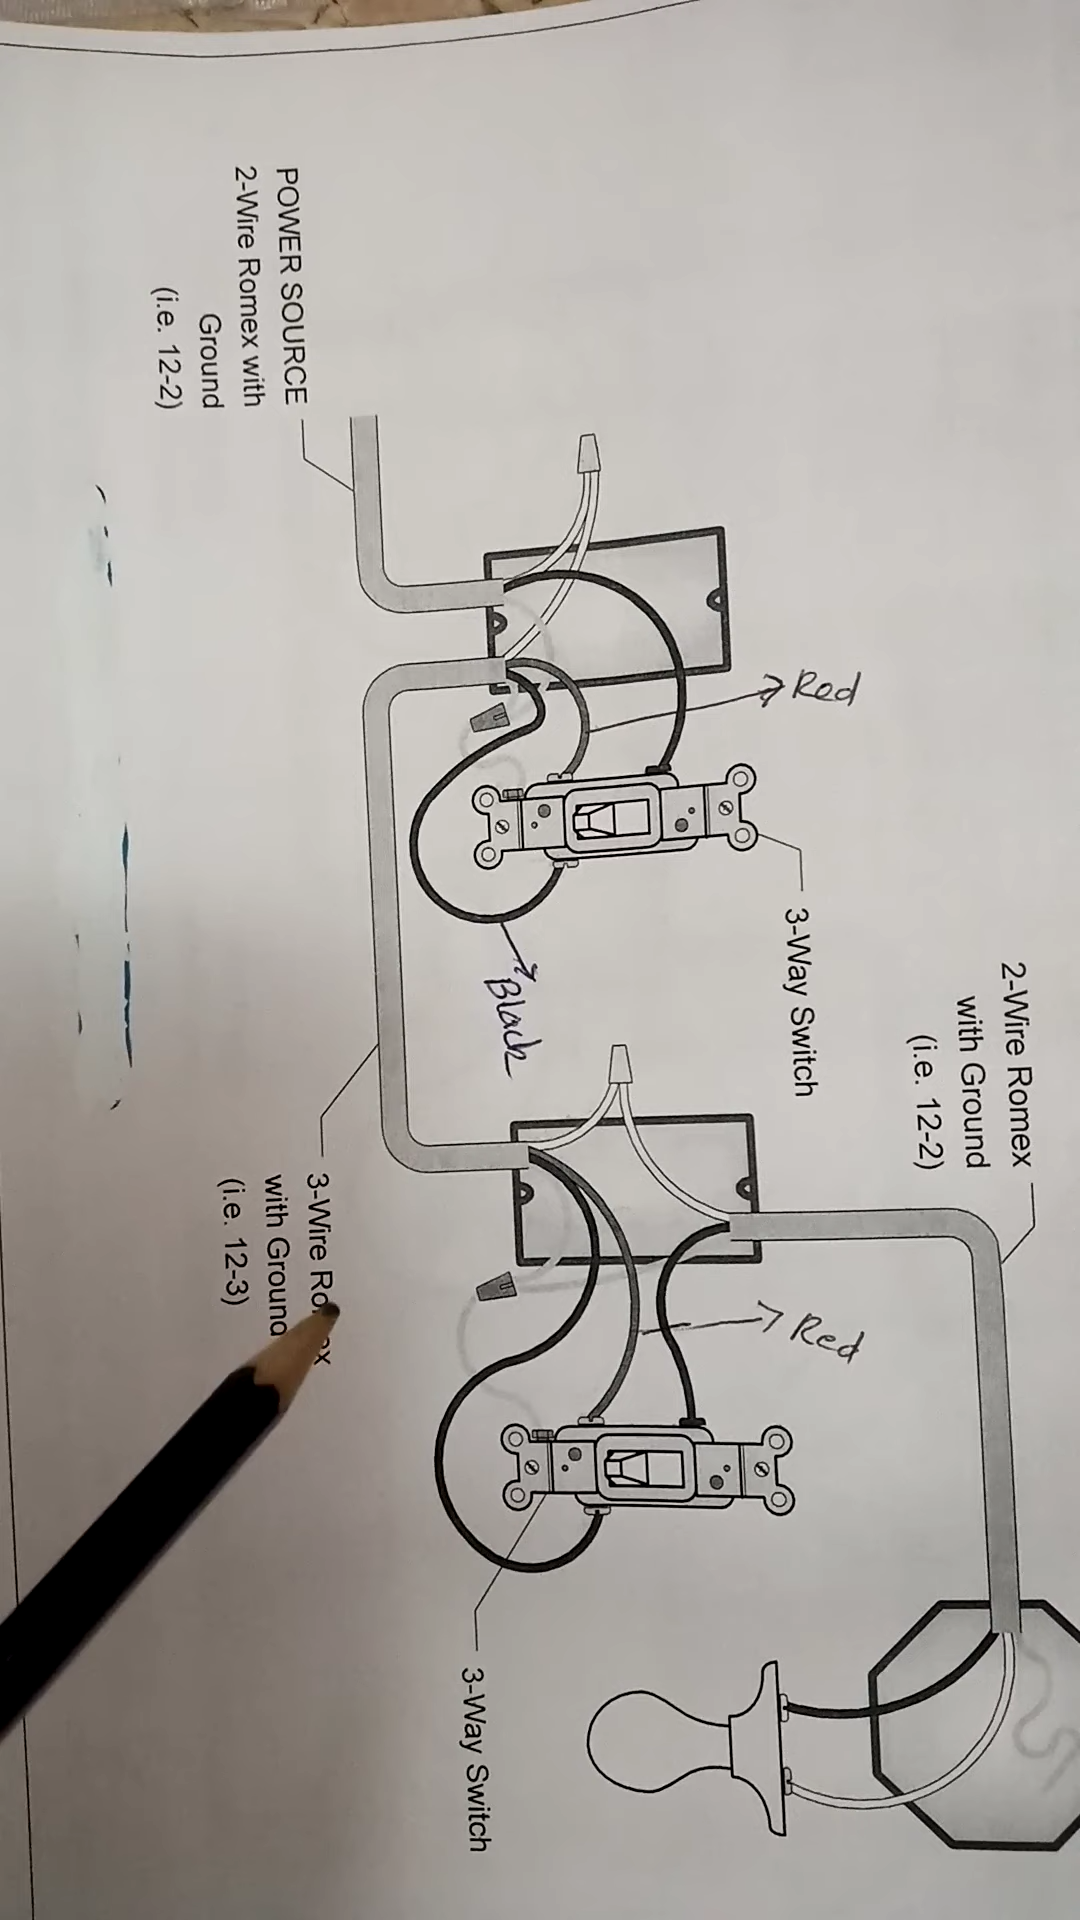 POWER SOURCE
2-Wire Romex with
Ground
(i.e. 12-2)
Red
3-Way Switch
Black
2-Wire Romex
with Ground
(i.e. 12-2)
3-Wire Ro x
with Ground
(i.e. 12-3)
Red
3-Way Switch